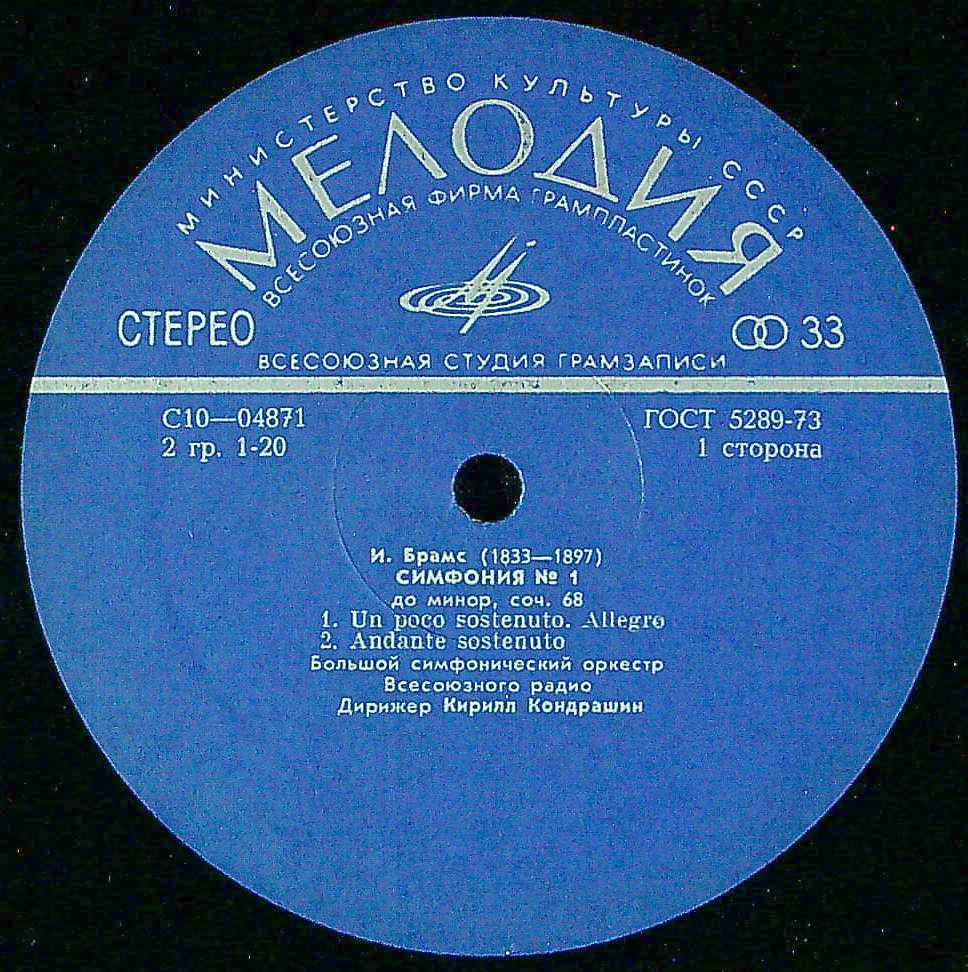 МИНИСТЕРСТВО КУЛЬТУРЫ СССР
МЕЛОДИЯ
ВСЕСОЮЗНАЯ ФИРМА ГРАМПЛАСТИНОК
СТЕРЕО
33
ВСЕСОЮЗНАЯ СТУДИЯ ГРАМЗАПИСИ
С10—04871
ГОСТ 5289-73
2 гр. 1-20
1 сторона
И. Брамс (1833—1897)
СИМФОНИЯ № 1
до минор, соч. 68
1. Un poco sostenuto. Allegro
2. Andante sostenuto
Большой симфонический оркестр
Всесоюзного радио
Дирижер Кирилл Кондрашин